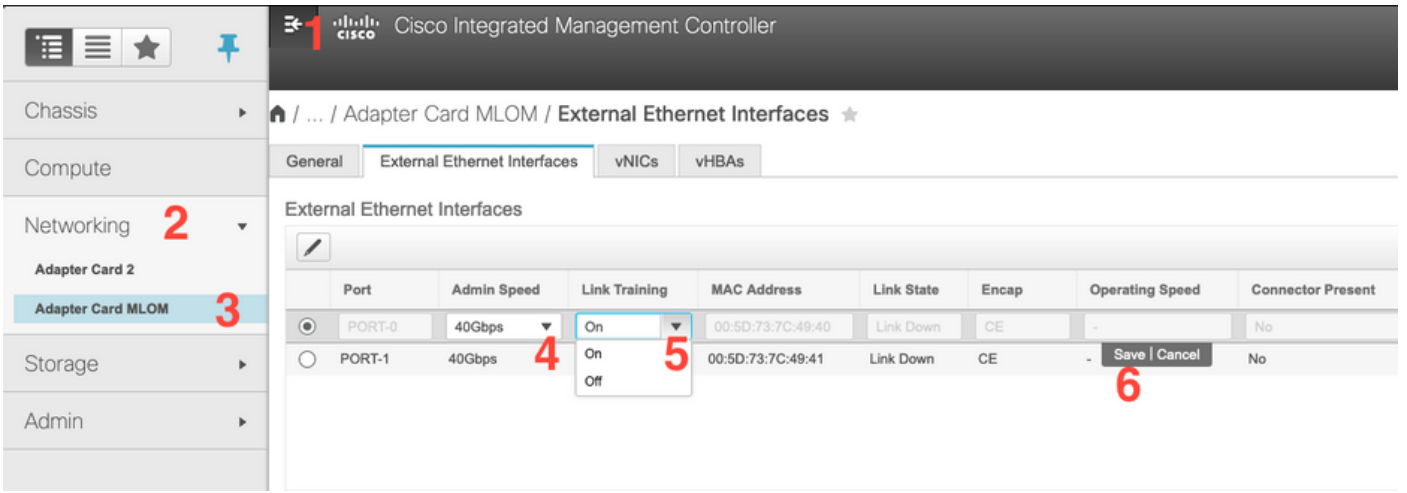 1
cisco Cisco Integrated Management Controller
Chassis
Compute
Networking 2
Adapter Card 2
Adapter Card MLOM 3
Storage
Admin
/ ... / Adapter Card MLOM / External Ethernet Interfaces
General External Ethernet Interfaces vNICs vHBAs
External Ethernet Interfaces
Port Admin Speed Link Training MAC Address Link State Encap Operating Speed Connector Present
PORT-0 40Gbps On 00:5D:73:7C:49:40 Link Down CE - No
4 5
PORT-1 40Gbps On 00:5D:73:7C:49:41 Link Down CE - Save | Cancel No
Off
6